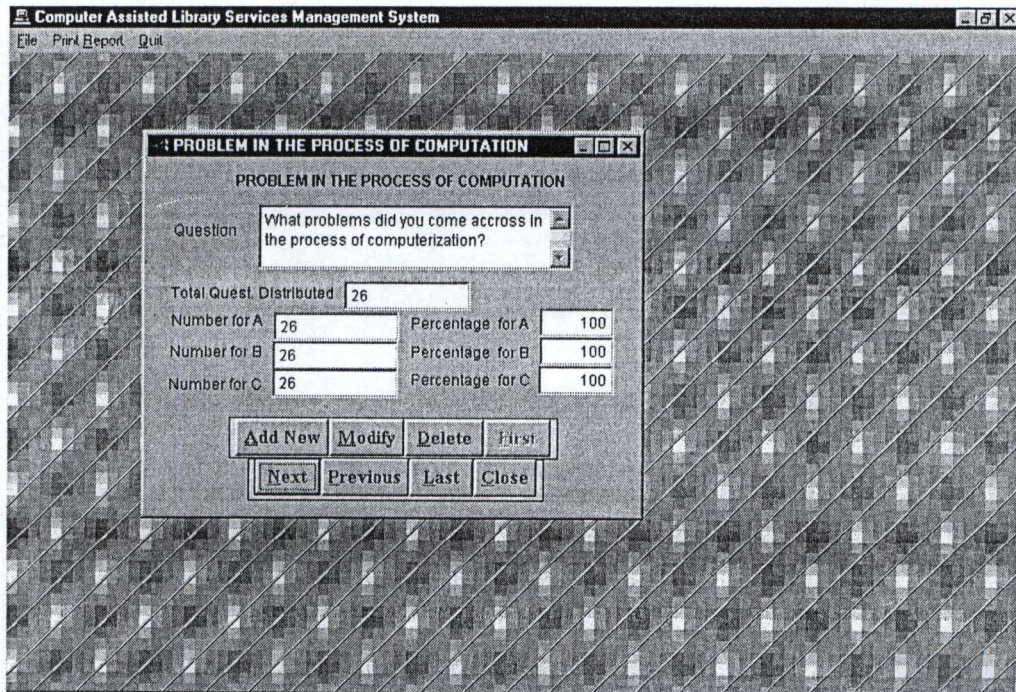 Computer Assisted Library Services Management System
File Print Report Quit
PROBLEM IN THE PROCESS OF COMPUTATION
PROBLEM IN THE PROCESS OF COMPUTATION
Question
What problems did you come accross in
the process of computerization?
Total Quest. Distributed 26
Number for A 26 Percentage for A 100
Number for B 26 Percentage for B 100
Number for C 26 Percentage for C 100
Add New Modify Delete First
Next Previous Last Close